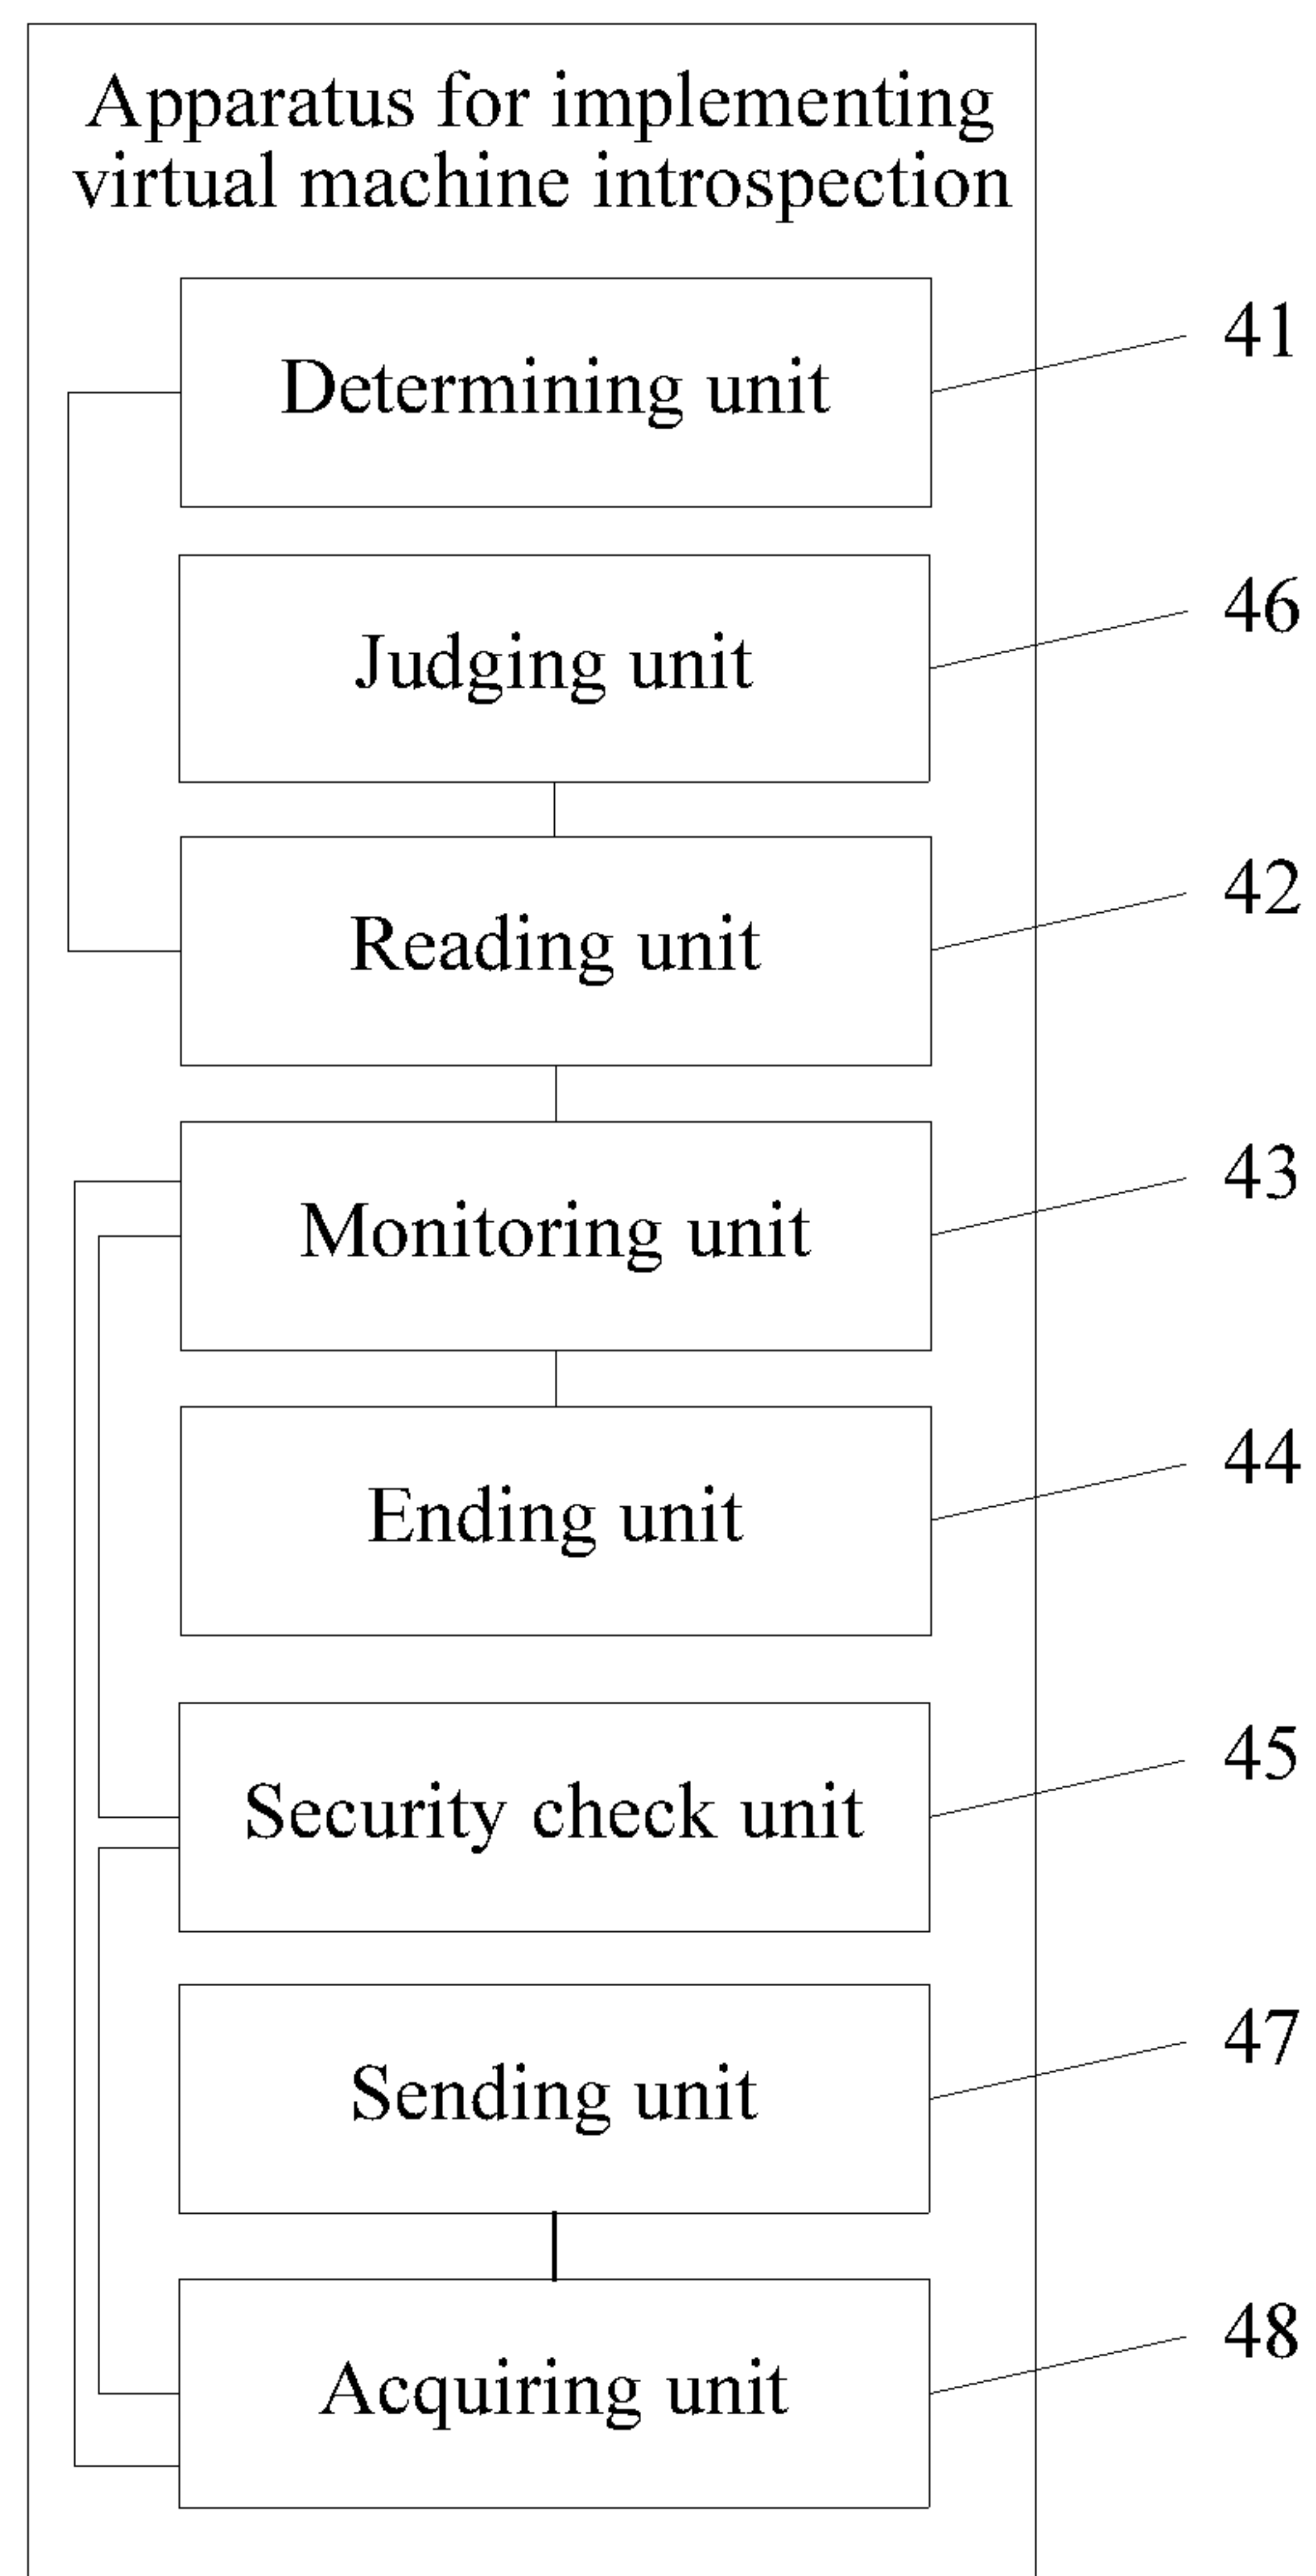 Apparatus for implementing
virtual machine introspection
Determining unit
41
Judging unit
46
Reading unit
42
Monitoring unit
43
Ending unit
44
Security check unit
45
Sending unit
47
Acquiring unit
48